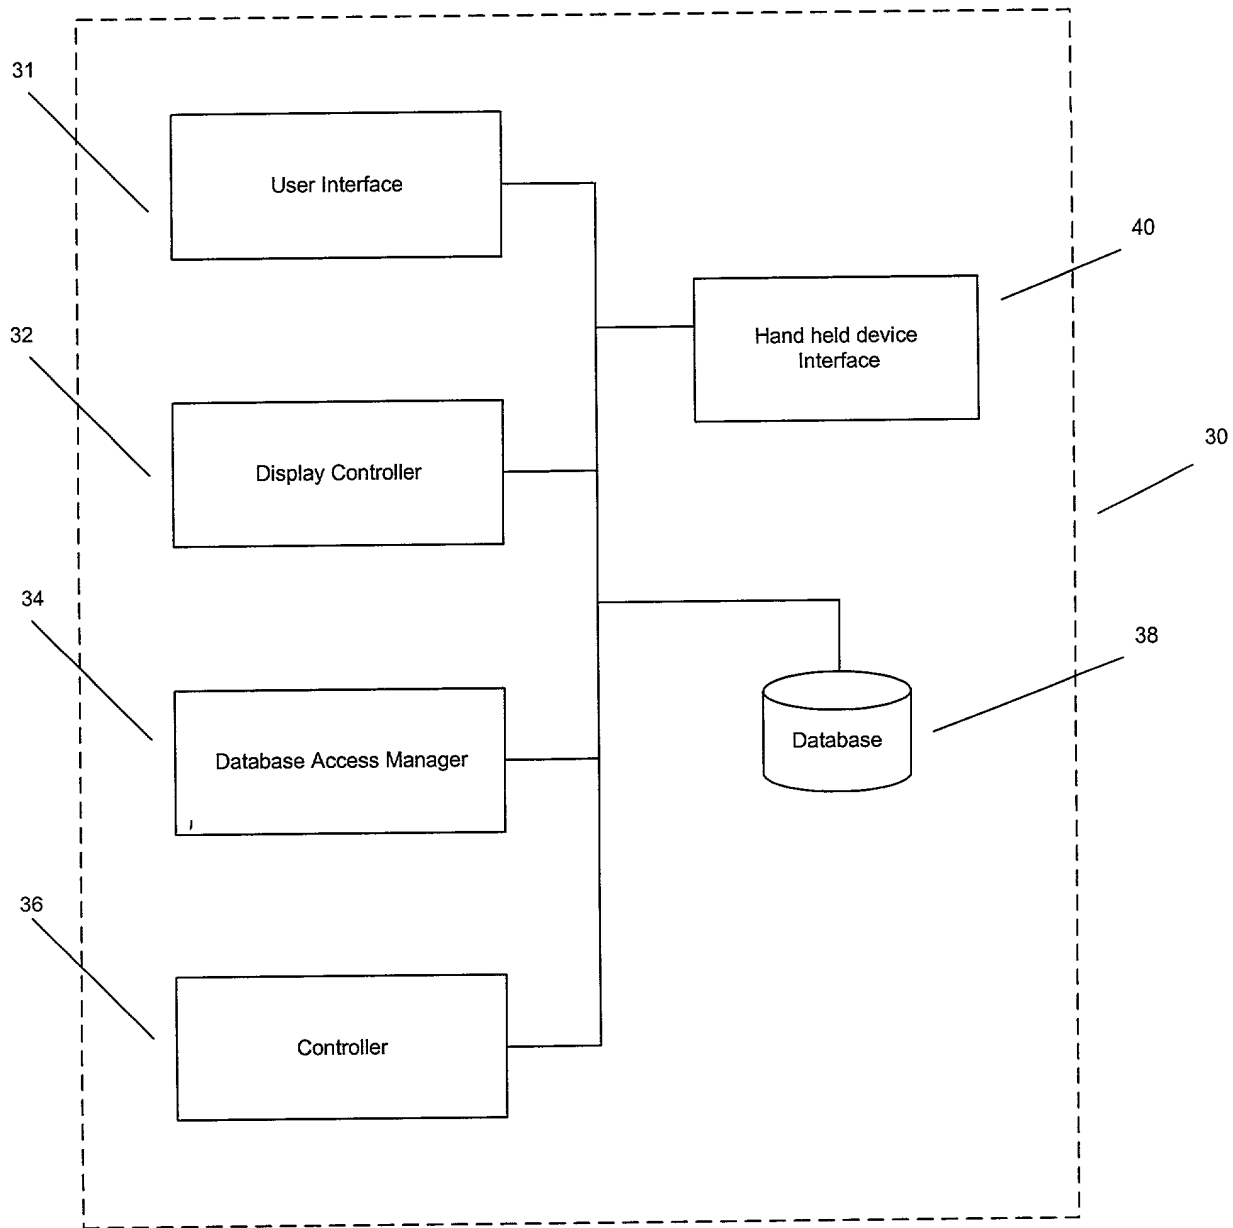 31
User Interface
40
Hand held device
Interface
32
Display Controller
30
34
38
Database Access Manager
Database
36
Controller